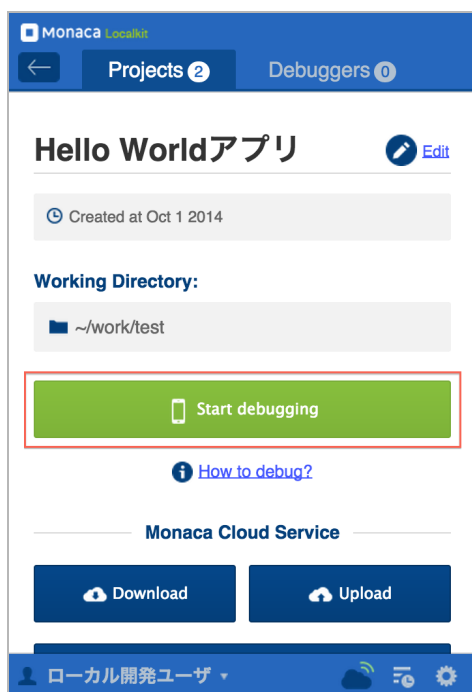 Monaca Localkit
Projects 2 Debuggers 0
Hello Worldアプリ Edit
Created at Oct 1 2014
Working Directory:
~/work/test
Start debugging
How to debug?
Monaca Cloud Service
Download Upload
ローカル開発ユーザ